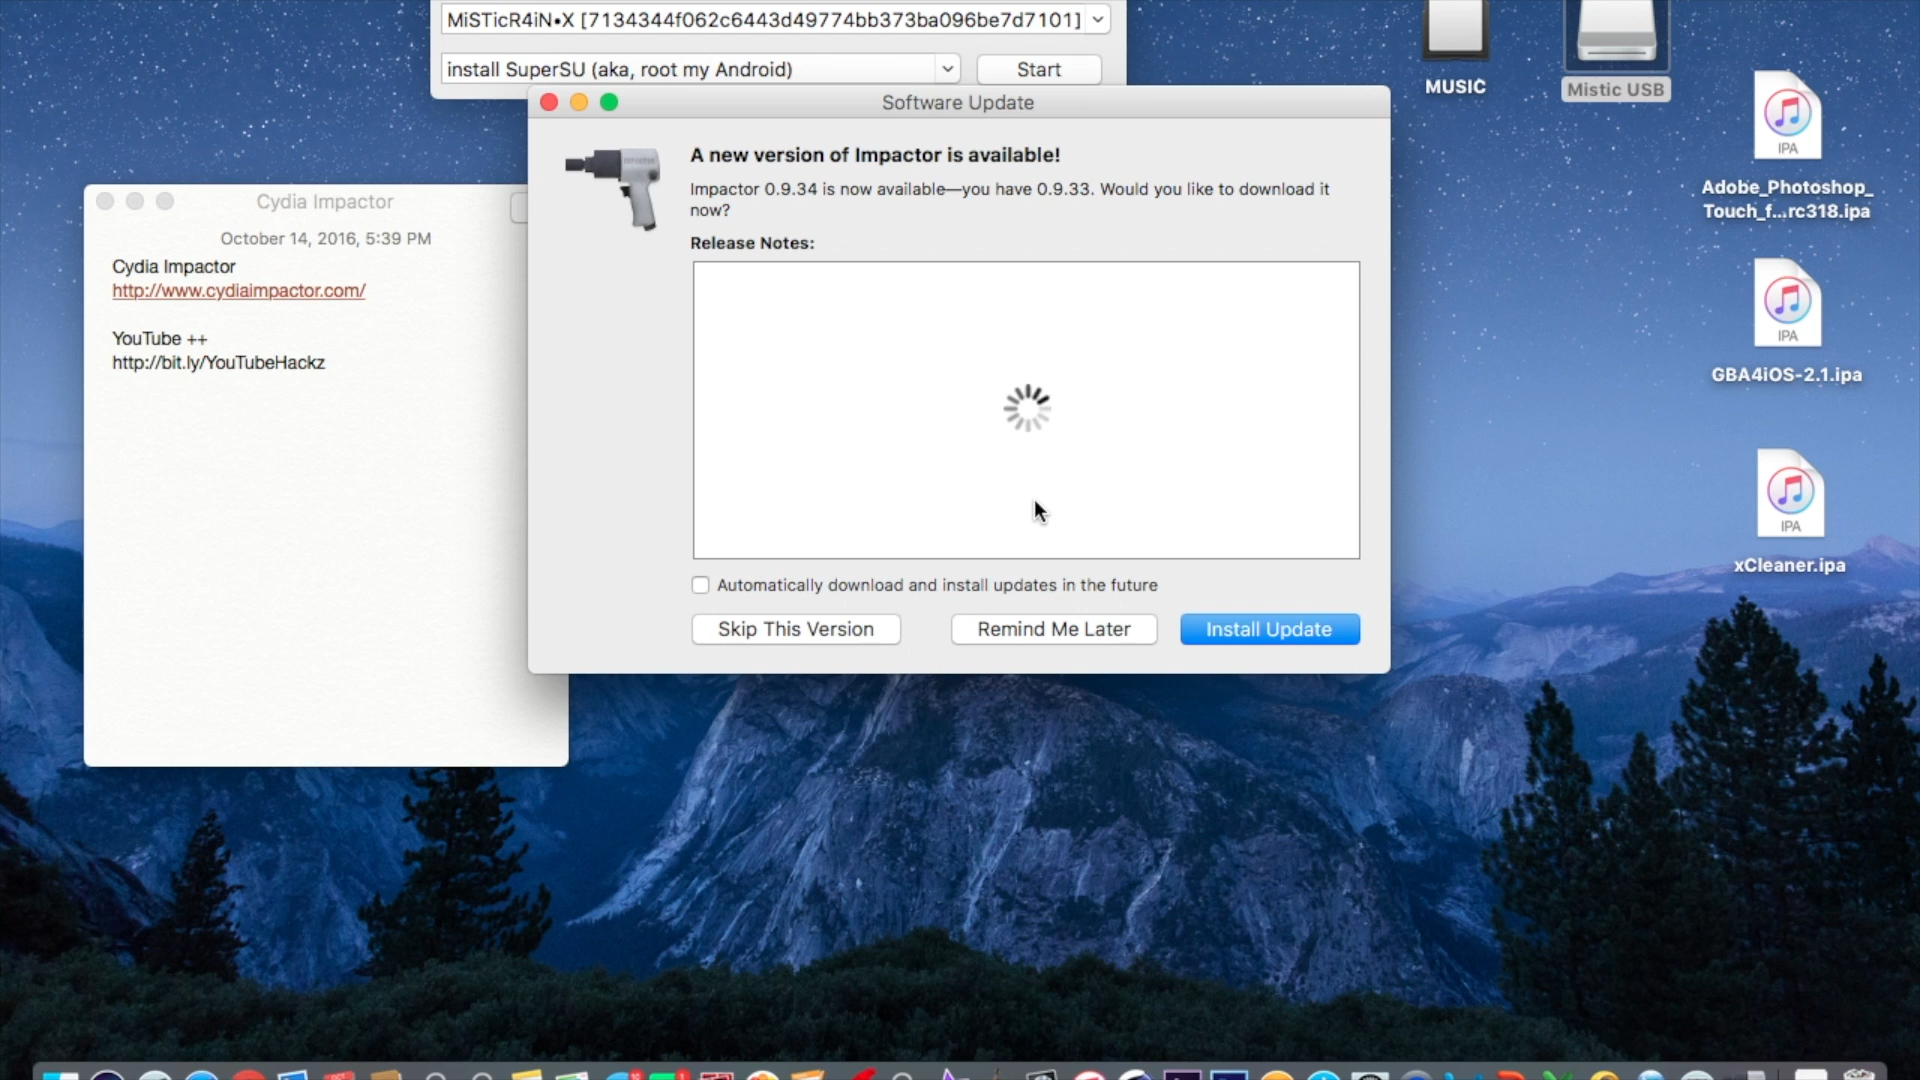 MiSTicR4iN•X [7134344f062c6443d49774bb373ba096be7d7101]
install SuperSU (aka, root my Android)
Start
Software Update
A new version of Impactor is available!
Impactor 0.9.34 is now available—you have 0.9.33. Would you like to download it
now?
Release Notes:
Automatically download and install updates in the future
Skip This Version
Remind Me Later
Install Update
Cydia Impactor
October 14, 2016, 5:39 PM
Cydia Impactor
http://www.cydiaimpactor.com/
YouTube ++
http://bit.ly/YouTubeHackz
MUSIC
Mistic USB
IPA
Adobe_Photoshop_
Touch_f...rc318.ipa
IPA
GBA4iOS-2.1.ipa
IPA
xCleaner.ipa